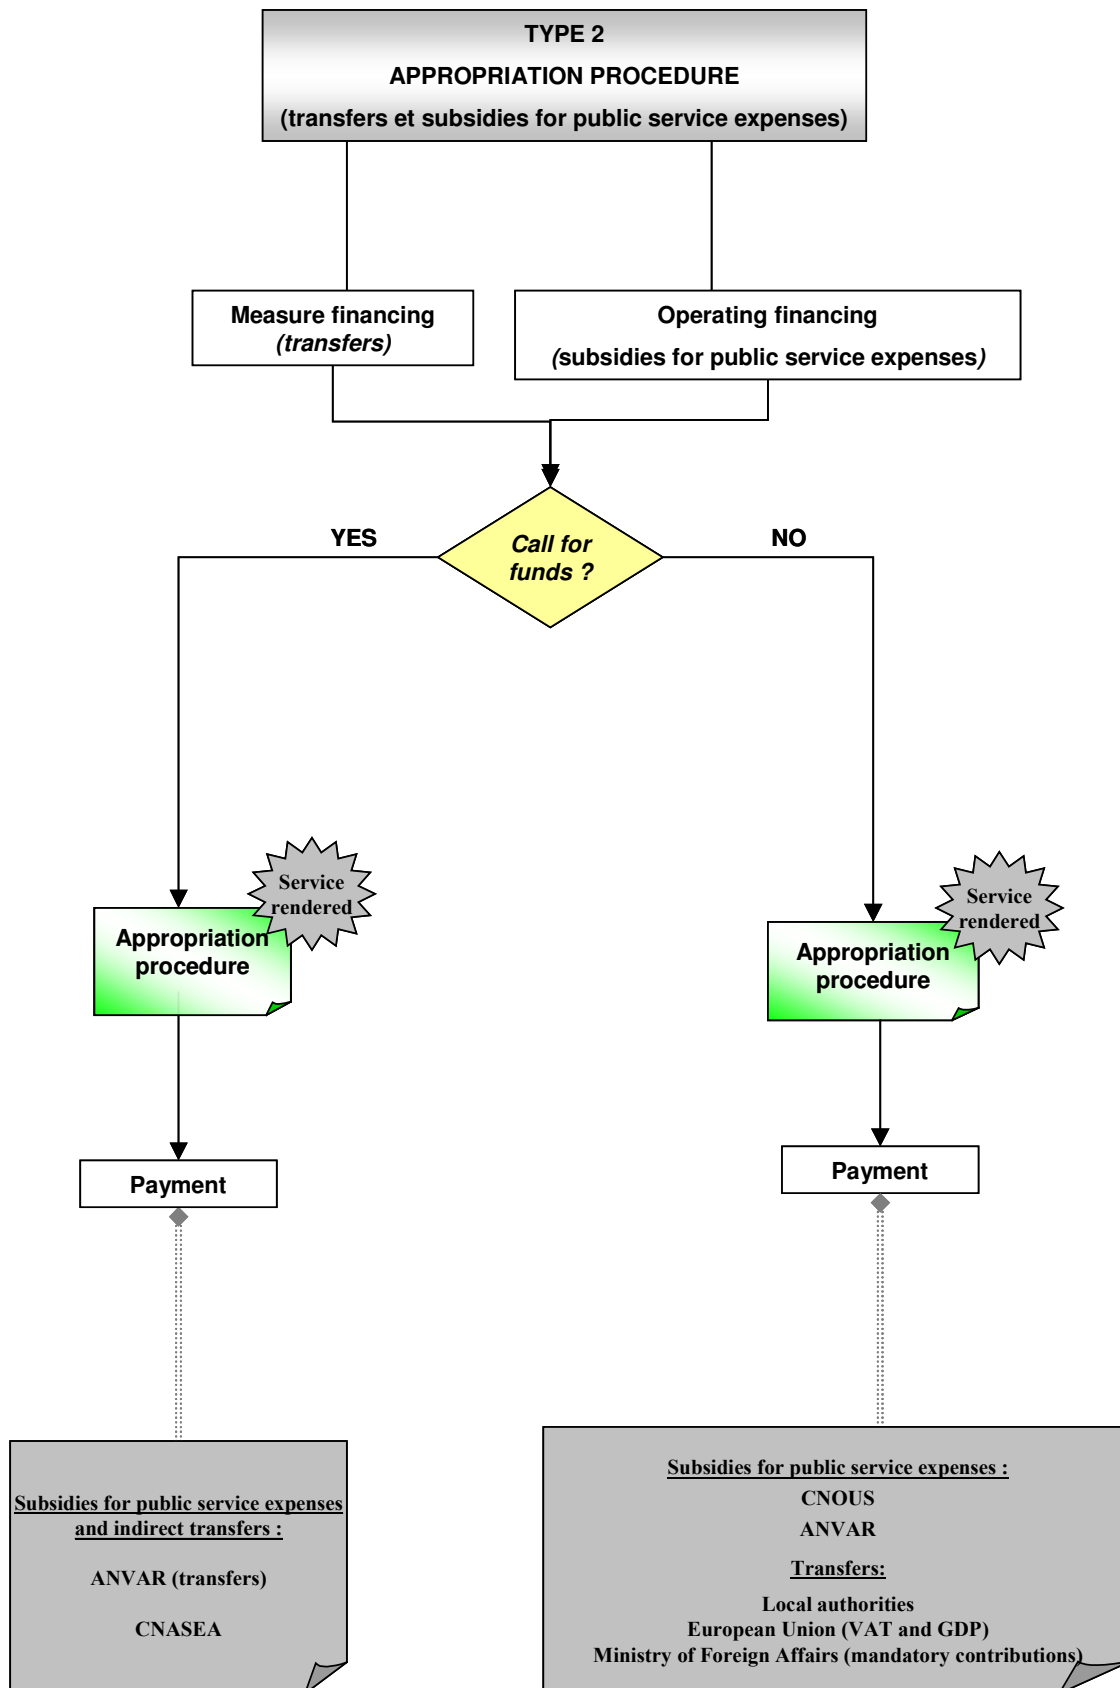 TYPE 2
APPROPRIATION PROCEDURE
(transfers et subsidies for public service expenses)
Measure financing
(transfers)
Operating financing
(subsidies for public service expenses)
YES
Call for
funds ?
NO
Service
rendered
Appropriation
procedure
Service
rendered
Appropriation
procedure
Payment
Payment
Subsidies for public service expenses
and indirect transfers :
ANVAR (transfers)
CNASEA
Subsidies for public service expenses :
CNOUS
ANVAR
Transfers:
Local authorities
European Union (VAT and GDP)
Ministry of Foreign Affairs (mandatory contributions)